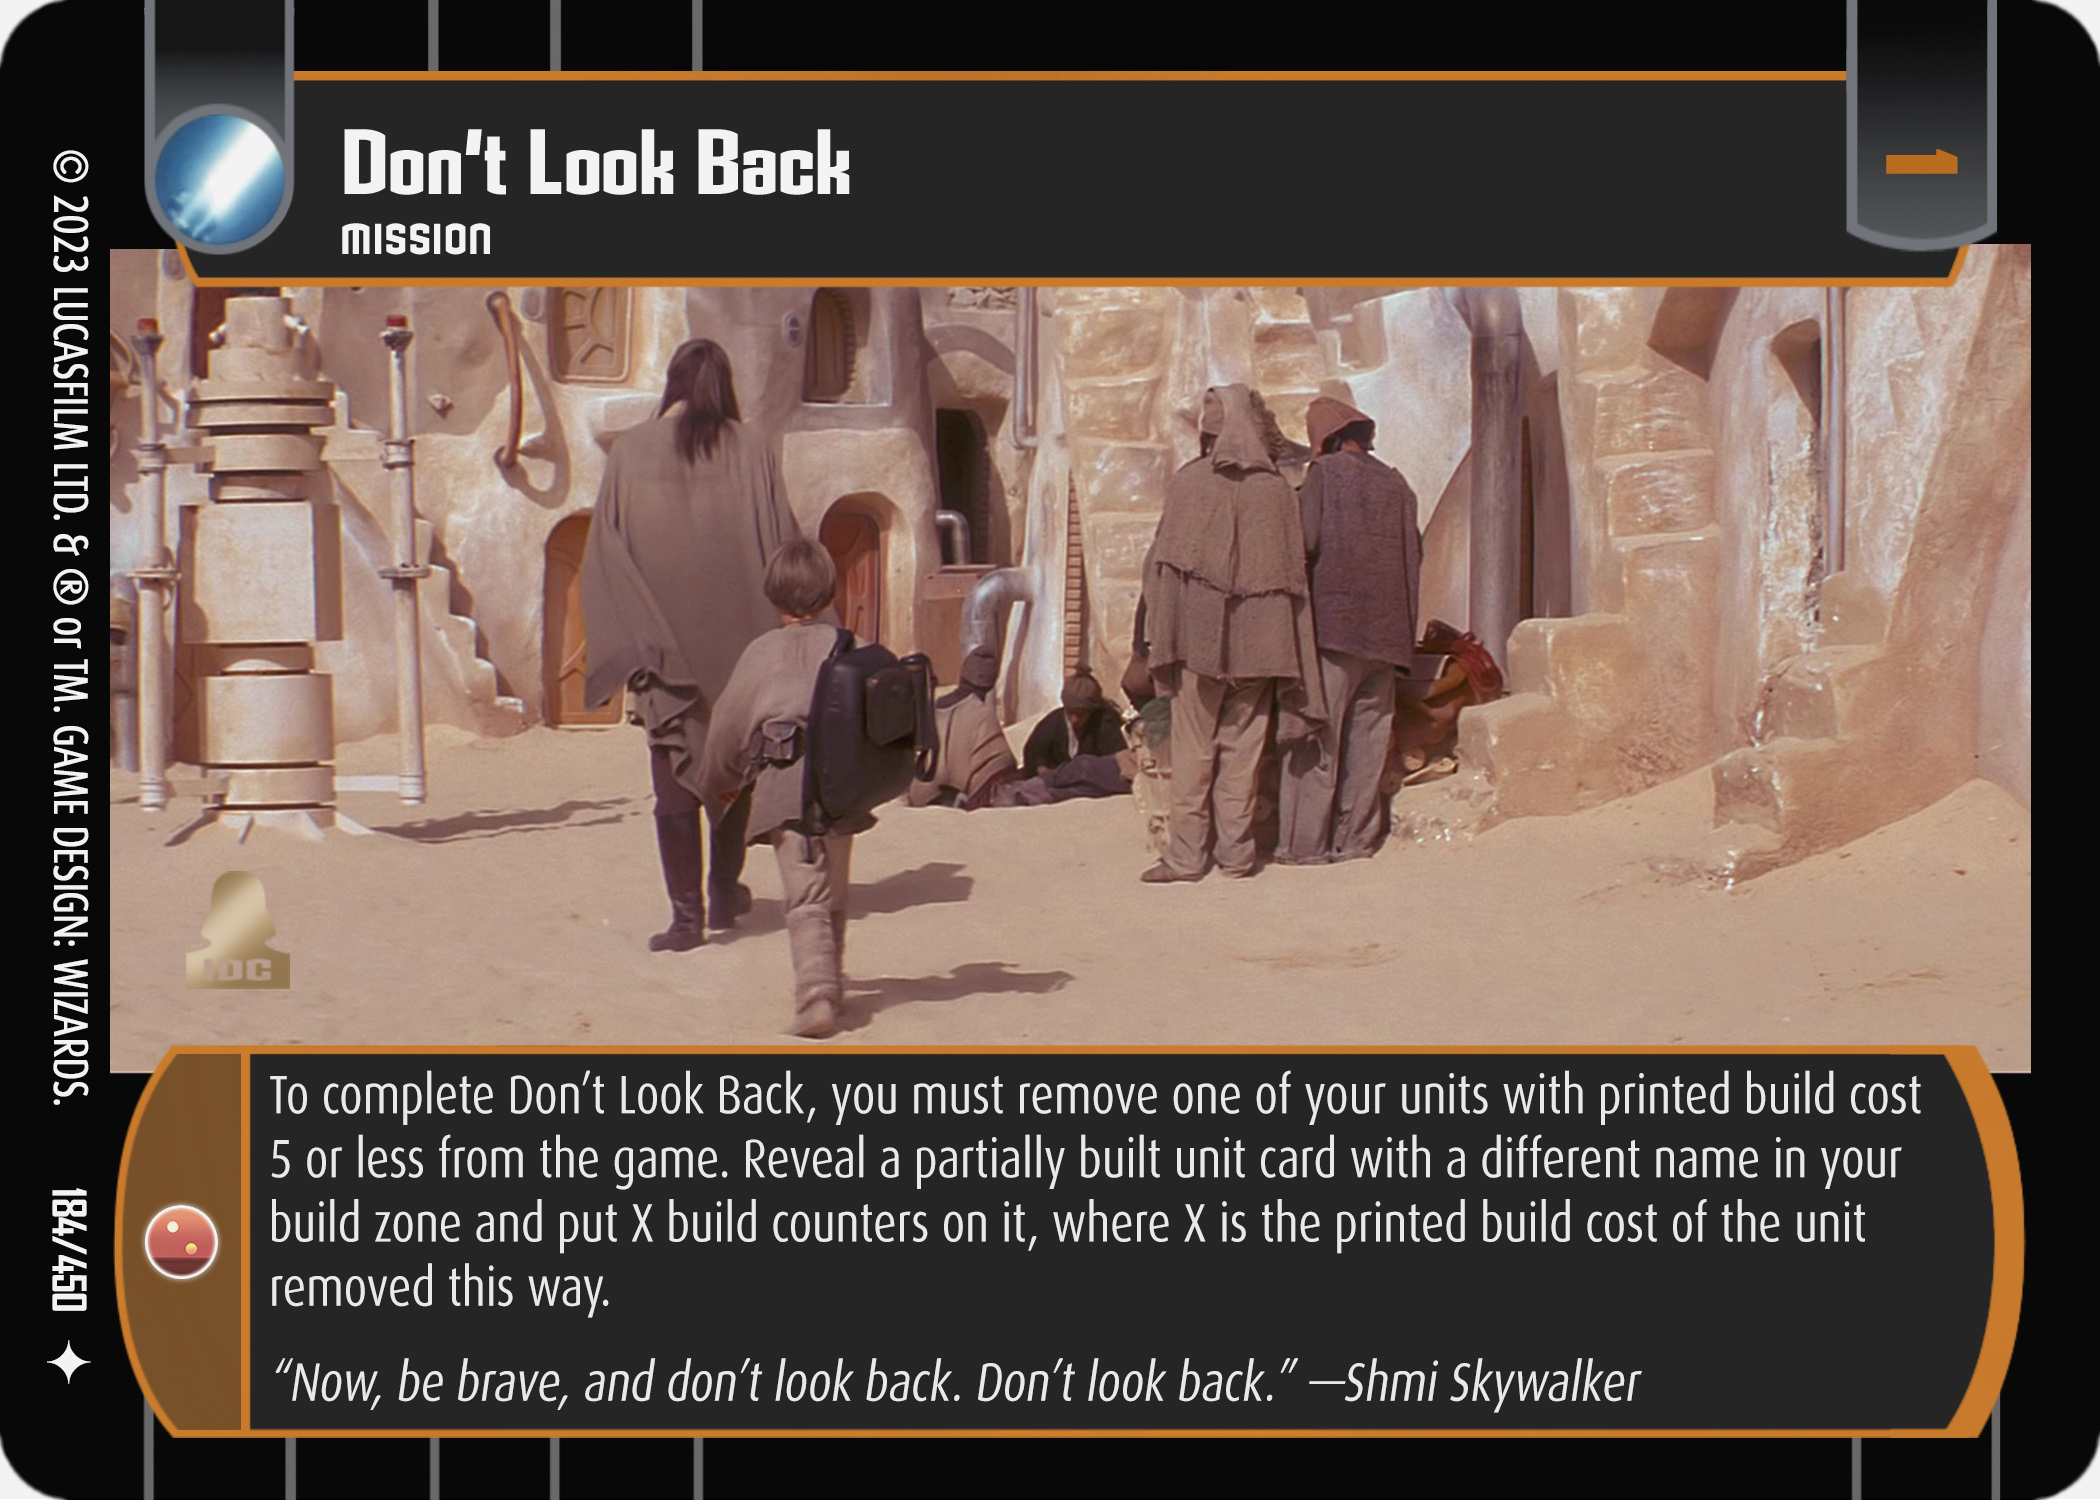 Don't Look Back
MISSION
1
To complete Don't Look Back, you must remove one of your units with printed build cost
5 or less from the game. Reveal a partially built unit card with a different name in your
build zone and put X build counters on it, where X is the printed build cost of the unit
removed this way.
“Now, be brave, and don't look back. Don't look back.” —Shmi Skywalker
IDC
© 2023 LUCASFILM LTD. & ® or TM. GAME DESIGN: WIZARDS.
184/450